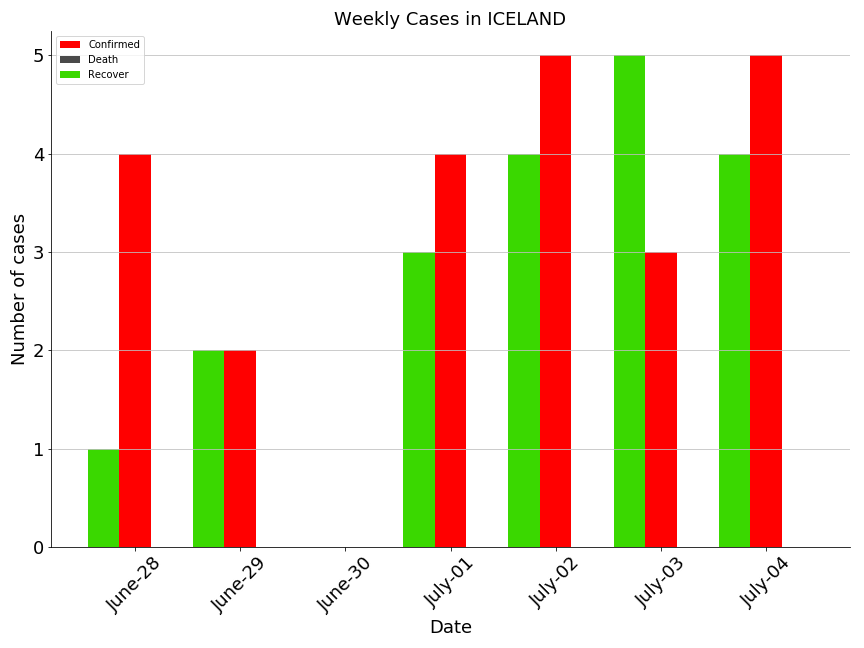 Weekly Cases in ICELAND
Confirmed
Death
Recover
Number of cases
5
4
3
2
1
0
June-28
June-29
June-30
July-01
July-02
July-03
July-04
Date